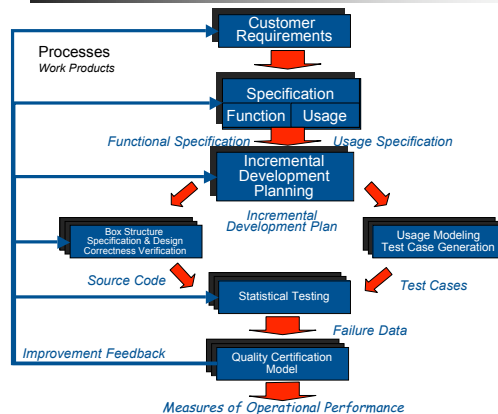 Customer
Requirements
Processes
Work Products
Specification
Function Usage
Functional Specification Usage Specification
Incremental
Development
Planning
Incremental
Development Plan
Box Structure
Specification & Design
Correctness Verification
Usage Modeling
Test Case Generation
Source Code
Test Cases
Statistical Testing
Failure Data
Improvement Feedback
Quality Certification
Model
Measures of Operational Performance